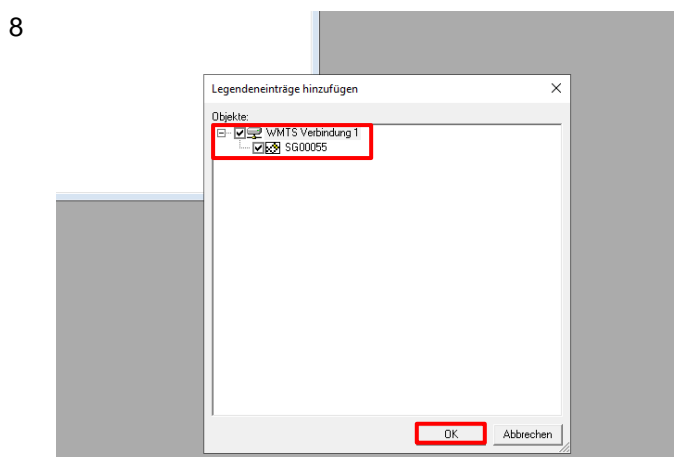 8
Legendeneinträge hinzufügen
Objekte:
WMTS Verbindung 1
SG00055
OK Abbrechen